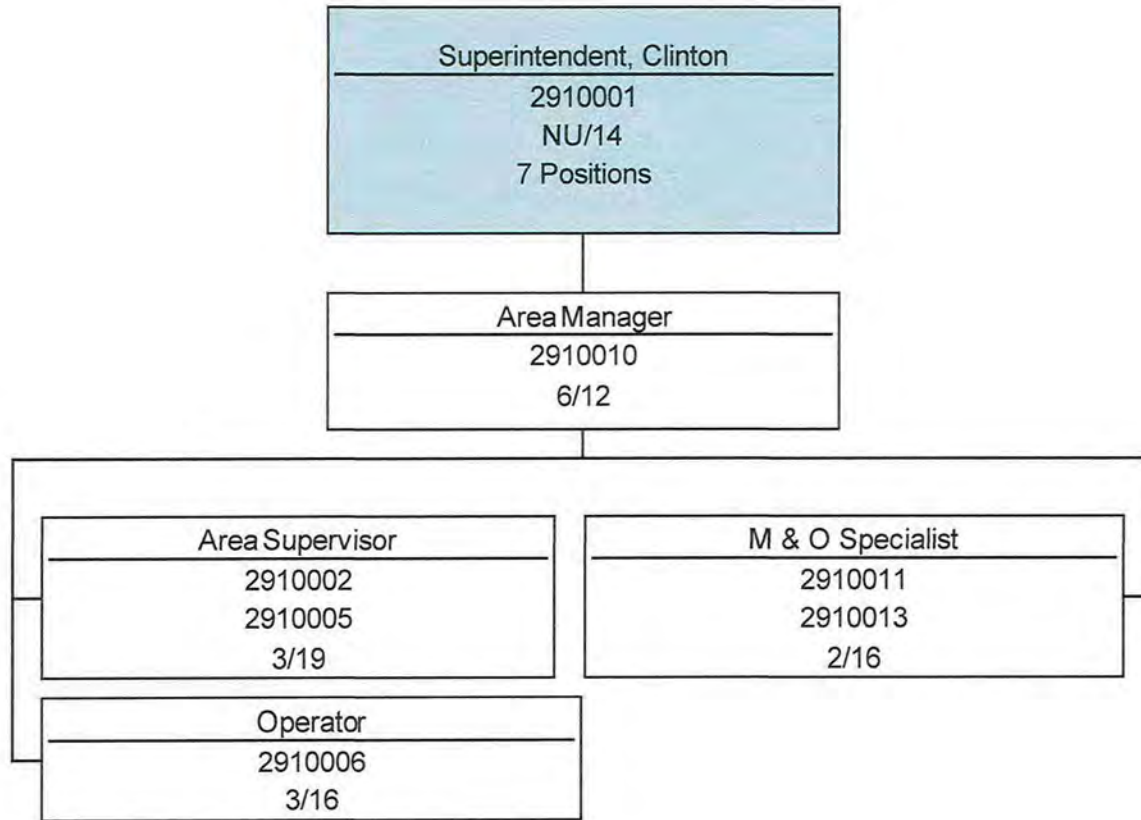 Superintendent, Clinton
2910001
NU/14
7 Positions
Area Manager
2910010
6/12
Area Supervisor
2910002
2910005
3/19
M & O Specialist
2910011
2910013
2/16
Operator
2910006
3/16